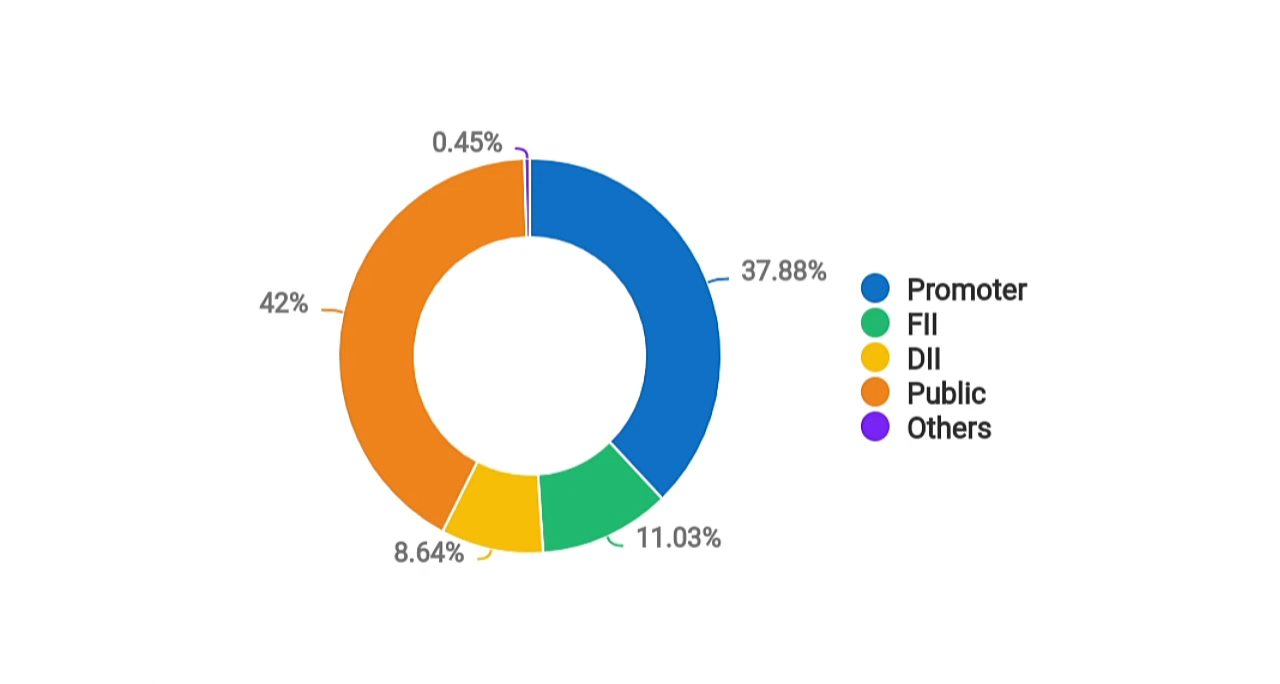 0.45%
37.88%
42%
11.03%
8.64%
Promoter
FII
DII
Public
Others